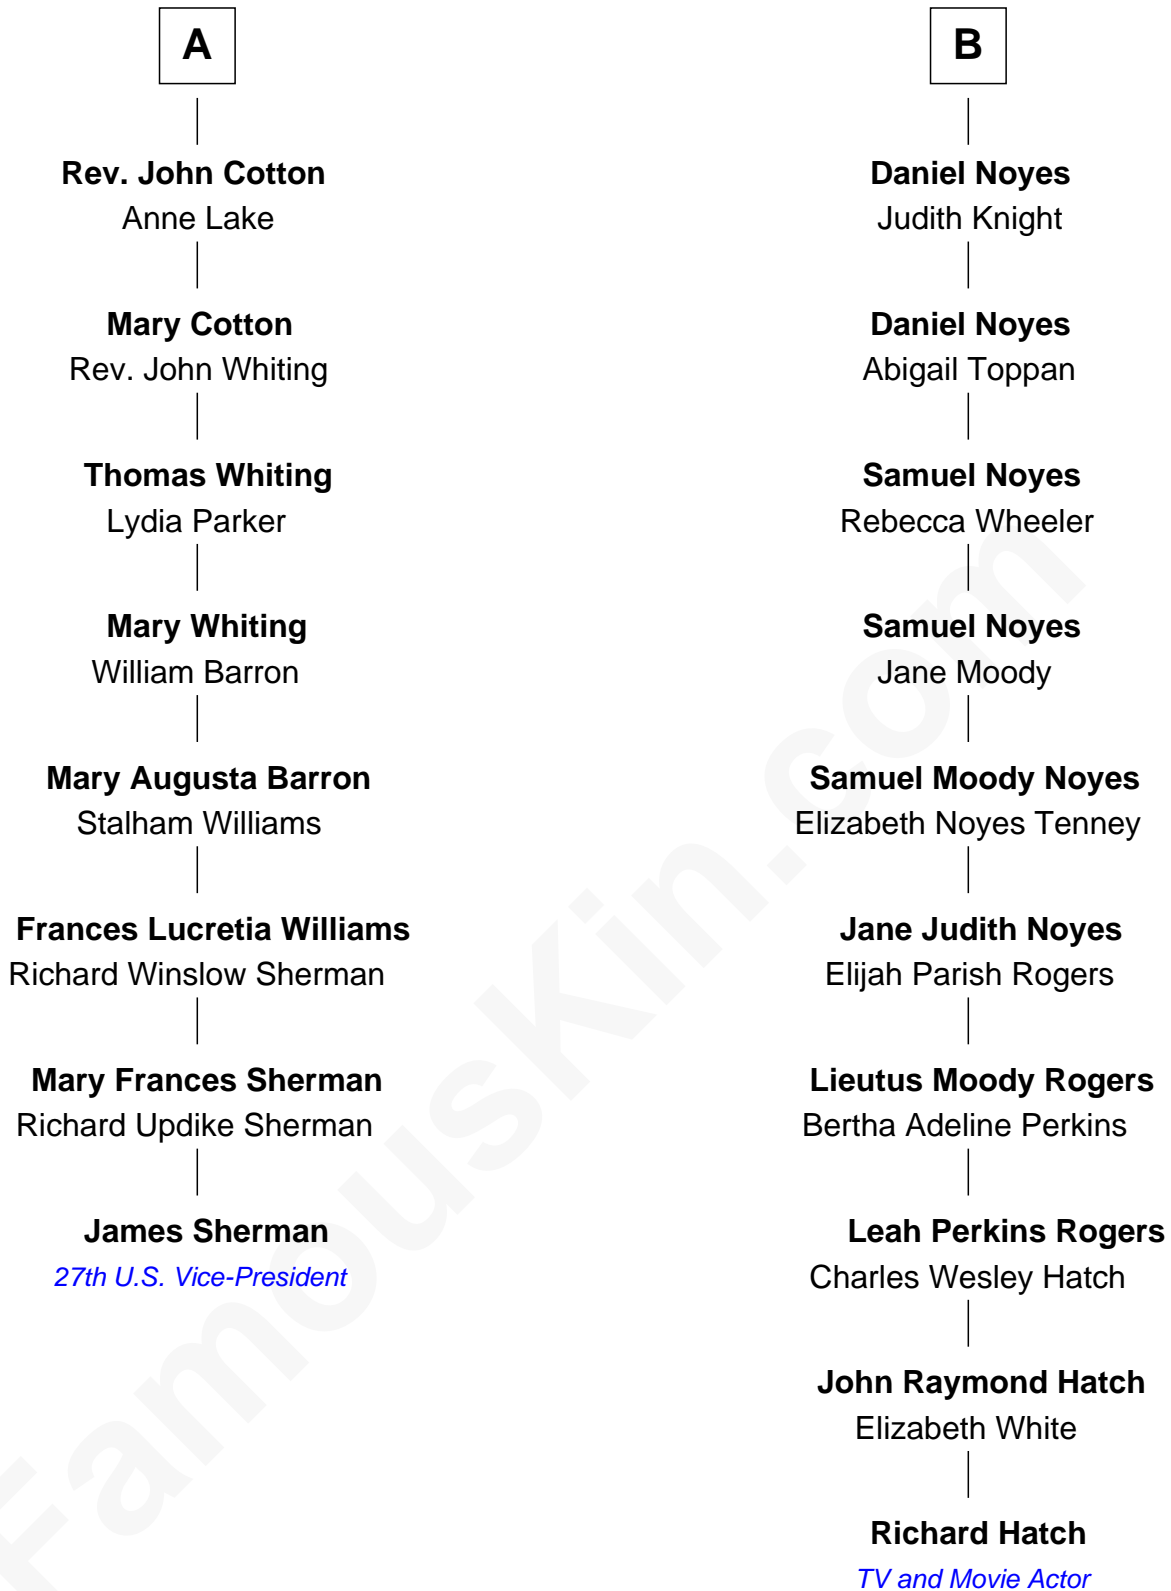 A
Rev. John Cotton
Anne Lake
Mary Cotton
Rev. John Whiting
Thomas Whiting
Lydia Parker
Mary Whiting
William Barron
Mary Augusta Barron
Stalham Williams
Frances Lucretia Williams
Richard Winslow Sherman
Mary Frances Sherman
Richard Updike Sherman
James Sherman
27th U.S. Vice-President
B
Daniel Noyes
Judith Knight
Daniel Noyes
Abigail Toppan
Samuel Noyes
Rebecca Wheeler
Samuel Noyes
Jane Moody
Samuel Moody Noyes
Elizabeth Noyes Tenney
Jane Judith Noyes
Elijah Parish Rogers
Lieutus Moody Rogers
Bertha Adeline Perkins
Leah Perkins Rogers
Charles Wesley Hatch
John Raymond Hatch
Elizabeth White
Richard Hatch
TV and Movie Actor
FamousKin.com